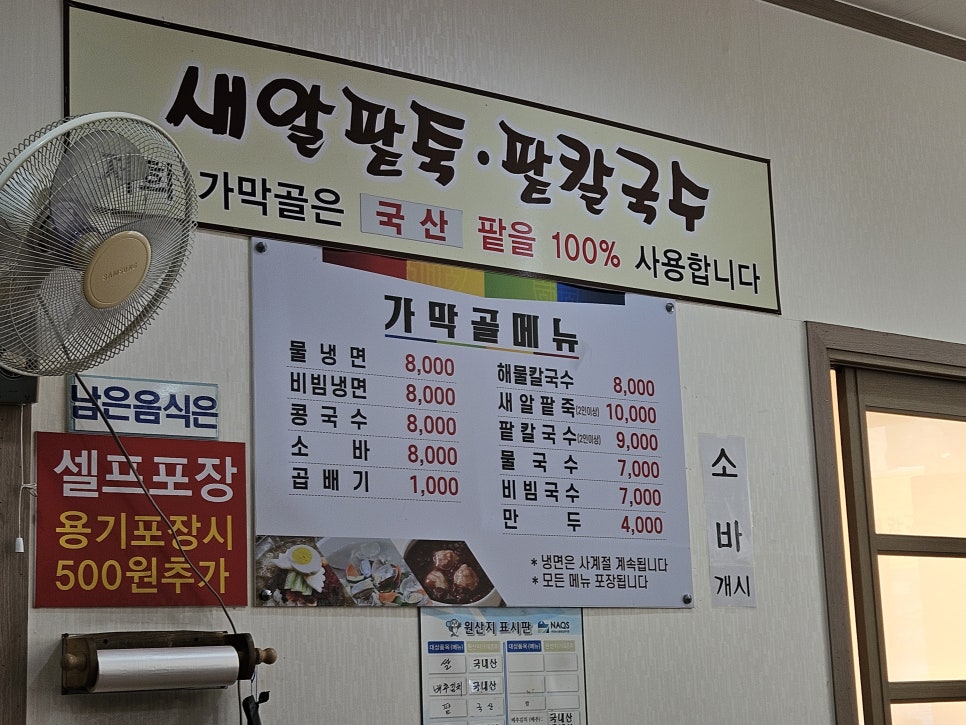 새알팥죽·팥칼국수
가막골은 국산 팥을 100% 사용합니다
SAMSUNG
가막골메뉴
물냉면 8,000
비빔냉면 8,000
콩국수 8,000
소바 8,000
곱배기 1,000
해물칼국수 8,000
새알팥죽(2인이상) 10,000
팥칼국수(2인이상) 9,000
물국수 7,000
비빔국수 7,000
만두 4,000
* 냉면은 사계절 계속됩니다
* 모든 메뉴 포장됩니다
남은음식은
셀프포장
용기포장시
500원추가
소
바
개시
원산지 표시판 NAQS
대상품목(메뉴)
쌀 국내산
배추김치 국내산
팥 국산
국내산